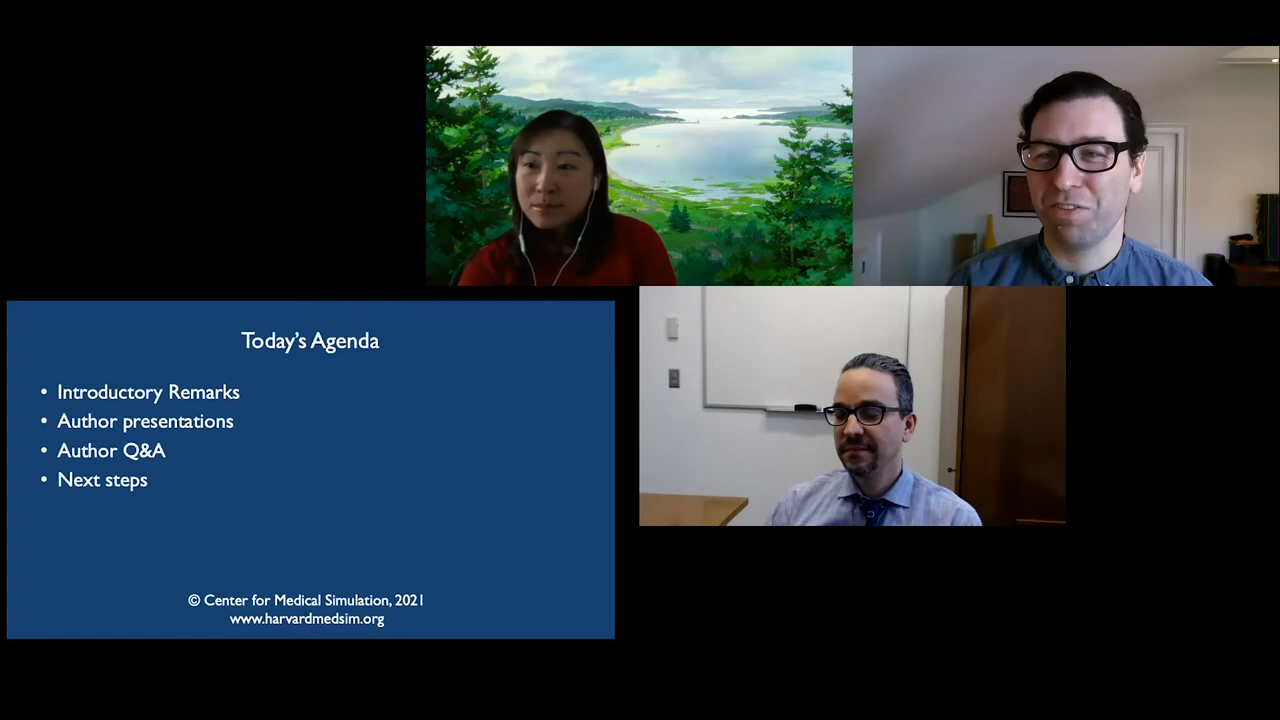 Today's Agenda
• Introductory Remarks
• Author presentations
• Author Q&A
• Next steps
© Center for Medical Simulation, 2021
www.harvardmedsim.org